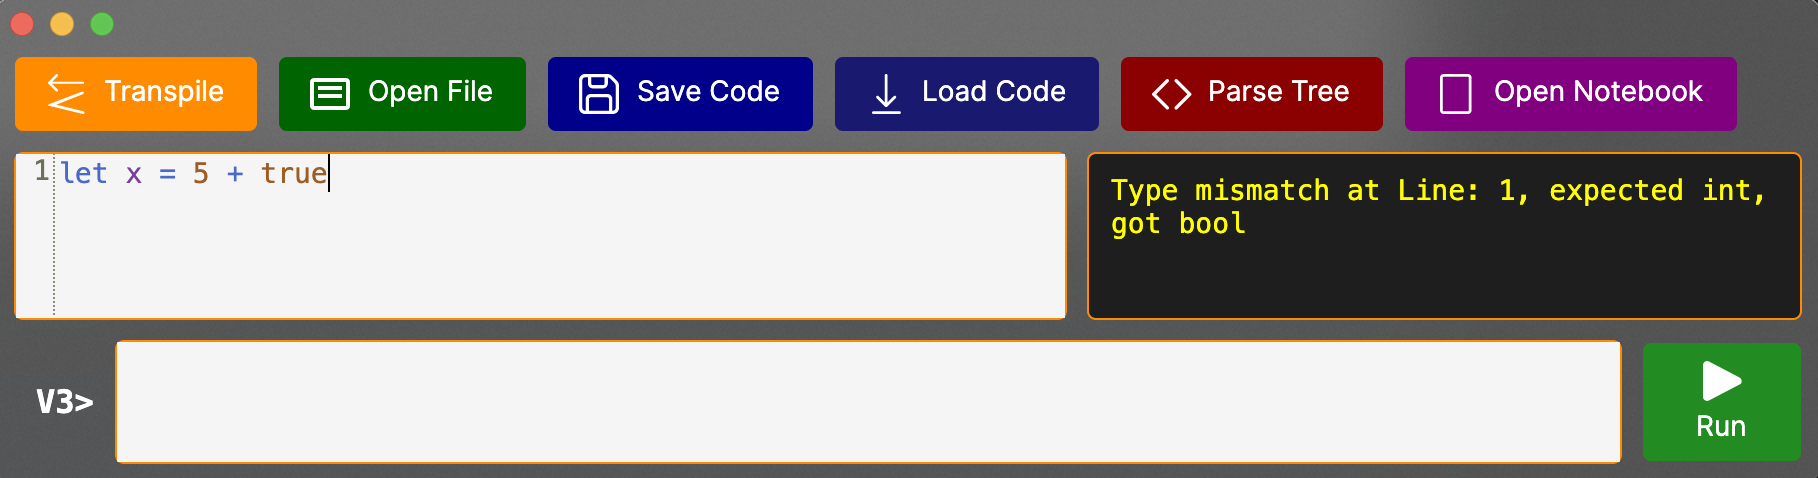 Transpile
Open File
Save Code
Load Code
Parse Tree
Open Notebook
1
let x = 5 + true
Type mismatch at Line: 1, expected int,
got bool
V3>
Run